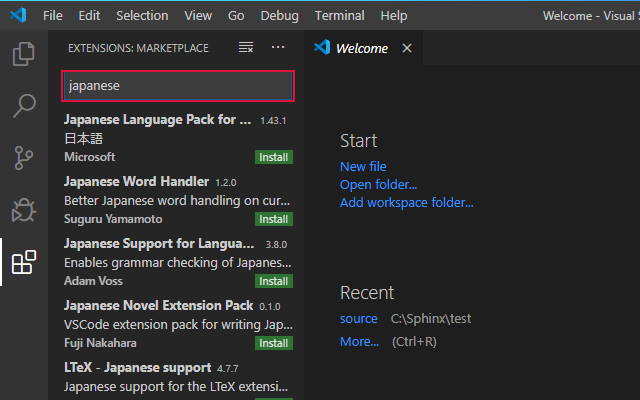 File Edit Selection View Go Debug Terminal Help Welcome - Visual S
EXTENSIONS: MARKETPLACE
Welcome
japanese
Japanese Language Pack for ... 1.43.1
日本語
Microsoft Install
Japanese Word Handler 1.2.0
Better Japanese word handling on cur...
Suguru Yamamoto Install
Japanese Support for Langua... 3.8.0
Enables grammar checking of Japanes...
Adam Voss Install
Japanese Novel Extension Pack 0.1.0
VSCode extension pack for writing Jap...
Fuji Nakahara Install
LTeX - Japanese support 4.7.7
Japanese support for the LTeX extensi...
Start
New file
Open folder...
Add workspace folder...
Recent
source C:\Sphinx\test
More... (Ctrl+R)